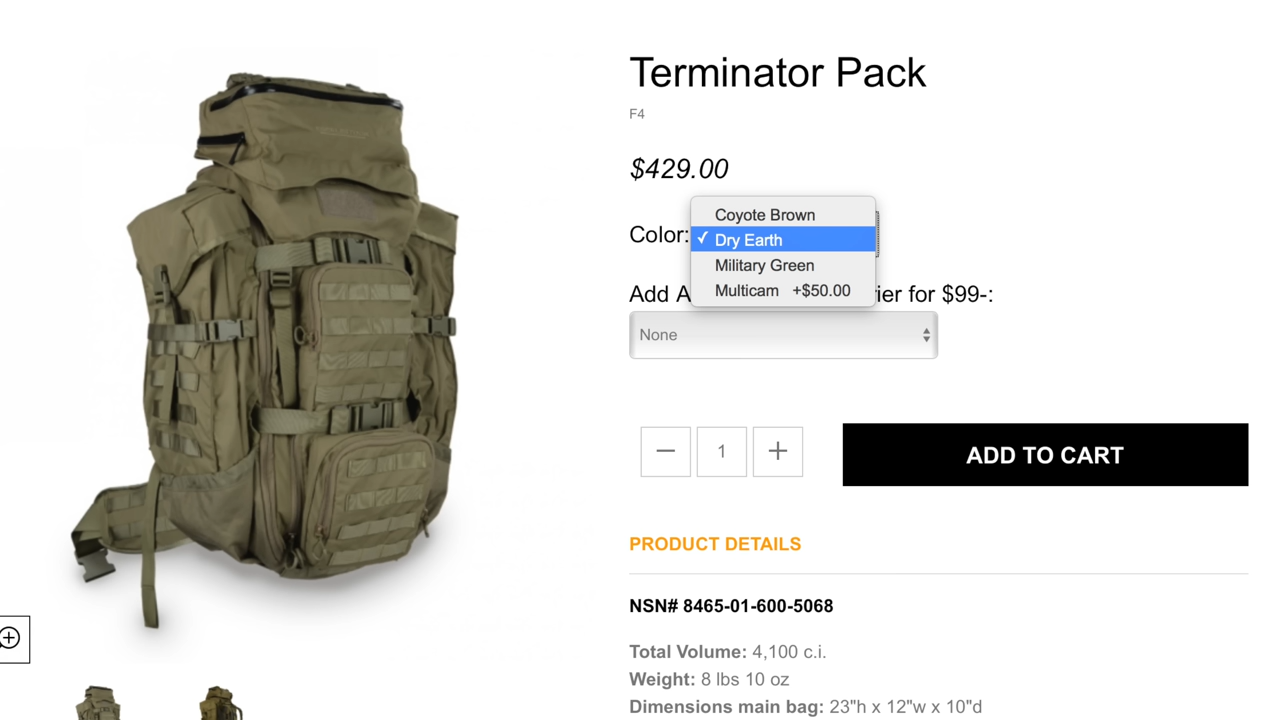 Terminator Pack
F4
$429.00
Color:
Coyote Brown
✓ Dry Earth
Military Green
Multicam +$50.00
Add A
rier for $99-:
None
1
ADD TO CART
PRODUCT DETAILS
NSN# 8465-01-600-5068
Total Volume: 4,100 c.i.
Weight: 8 lbs 10 oz
Dimensions main bag: 23"h x 12"w x 10"d